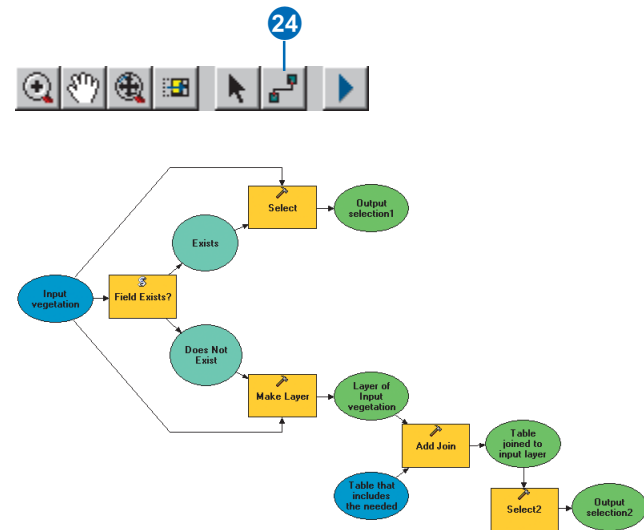 24
Select
Output
selection1
Exists
Input
vegetation
Field Exists?
Does Not
Exist
Make Layer
Layer of
Input
vegetation
Add Join
Table
joined to
input layer
Table that
includes
the needed
Select2
Output
selection2